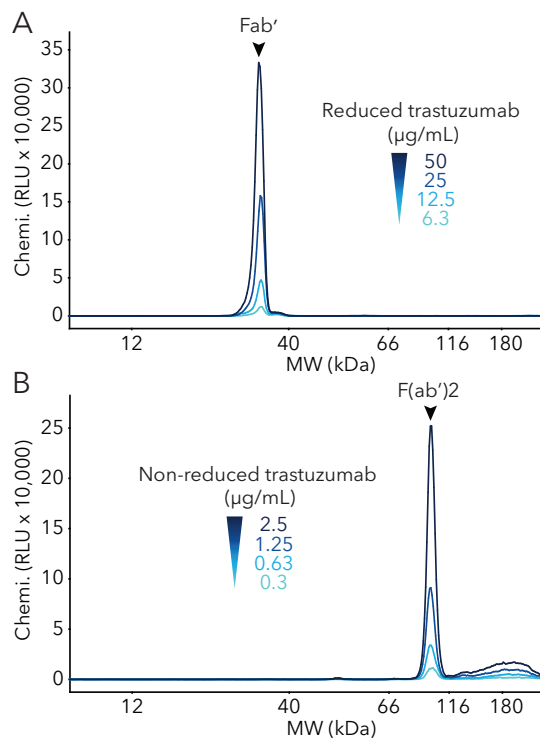 A
Fab'
35
30
25
20
15
10
5
0
Chemi. (RLU x 10,000)
Reduced trastuzumab
(µg/mL)
50
25
12.5
6.3
12 40 66 116 180
MW (kDa)
B
F(ab')2
25
20
15
10
5
0
Chemi. (RLU x 10,000)
Non-reduced trastuzumab
(µg/mL)
2.5
1.25
0.63
0.3
12 40 66 116 180
MW (kDa)